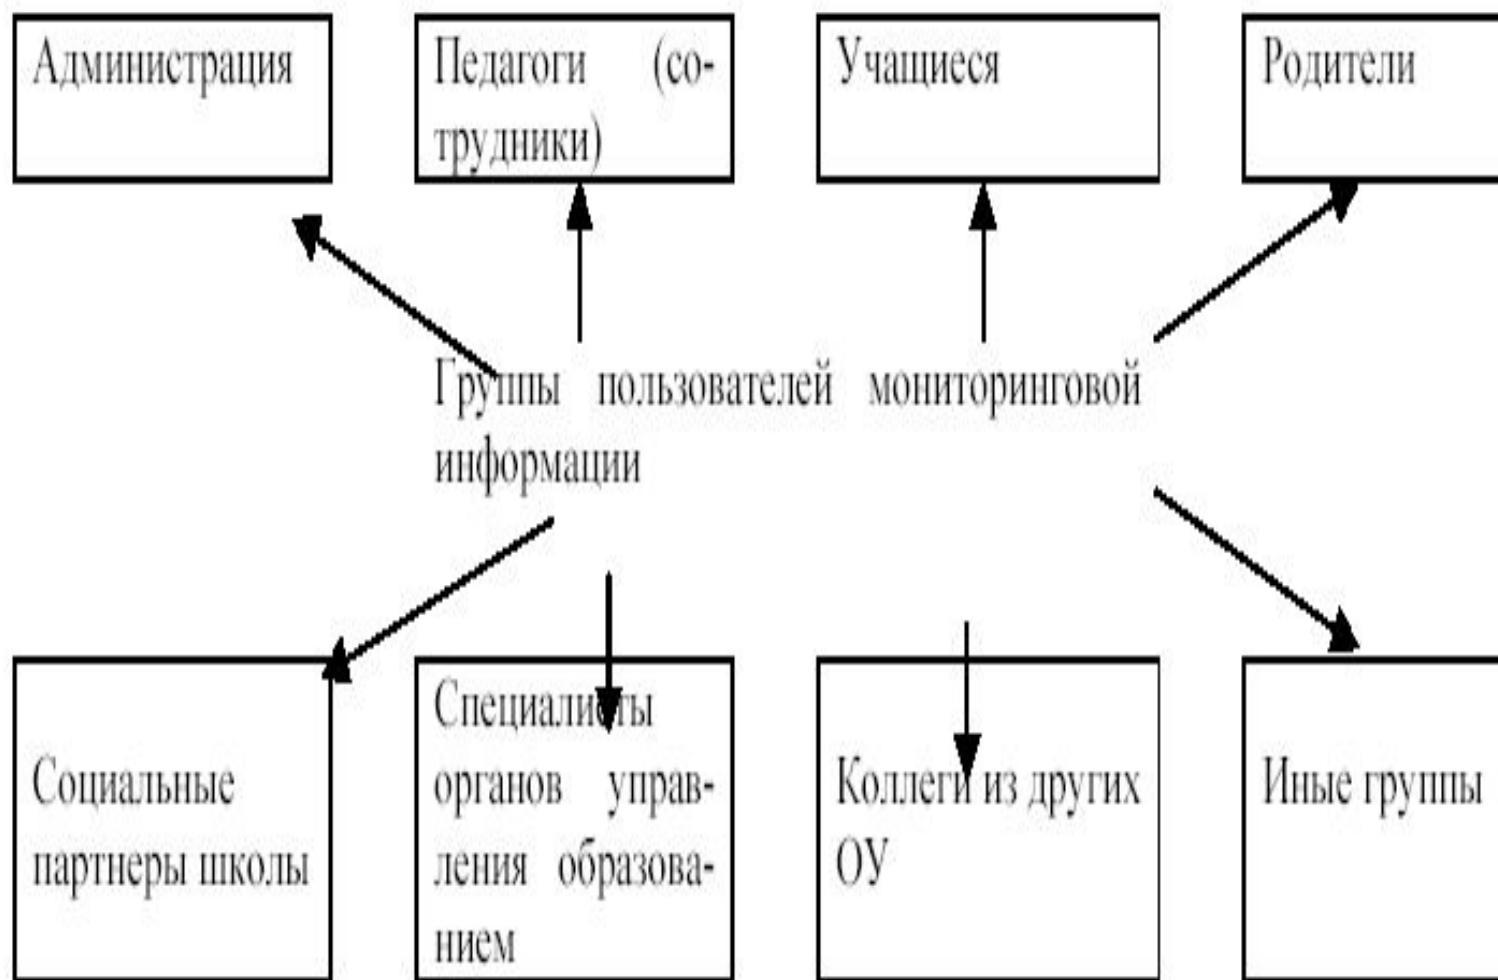 Администрация
Педагоги (со-
трудники)
Учащиеся
Родители
Группы пользователей мониторинговой
информации
Социальные
партнеры школы
Специалисты
органов управ-
ления образова-
нием
Коллеги из других
ОУ
Иные группы